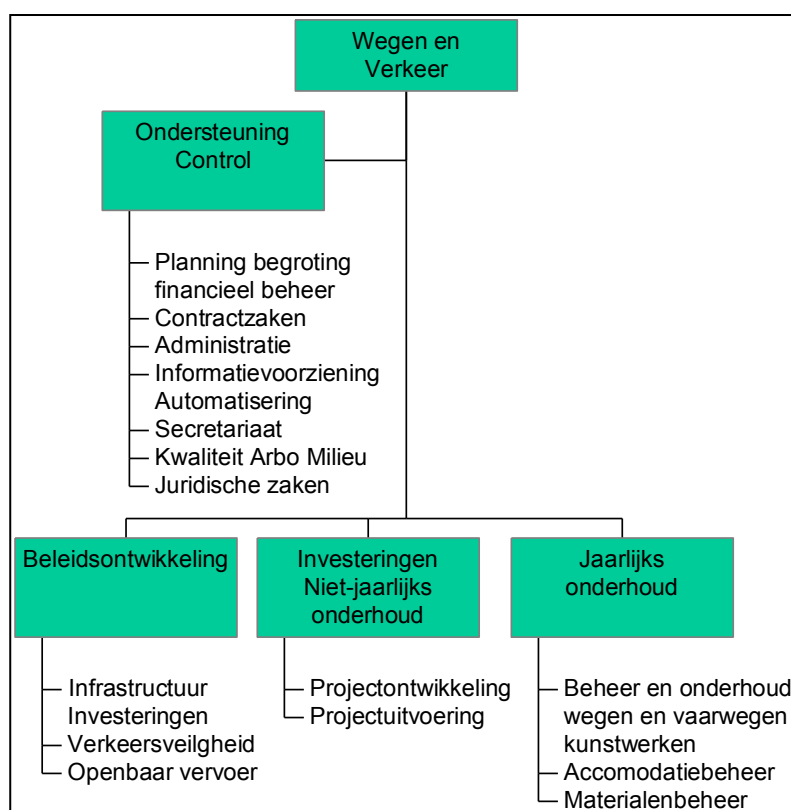 Wegen en
Verkeer
Ondersteuning
Control
Planning begroting
financieel beheer
Contractzaken
Administratie
Informatievoorziening
Automatisering
Secretariaat
Kwaliteit Arbo Milieu
Juridische zaken
Beleidsontwikkeling
Infrastructuur
Investeringen
Verkeersveilgheid
Openbaar vervoer
Investeringen
Niet-jaarlijks
onderhoud
Projectontwikkeling
Projectuitvoering
Jaarlijks
onderhoud
Beheer en onderhoud
wegen en vaarwegen
kunstwerken
Accomodatiebeheer
Materialenbeheer